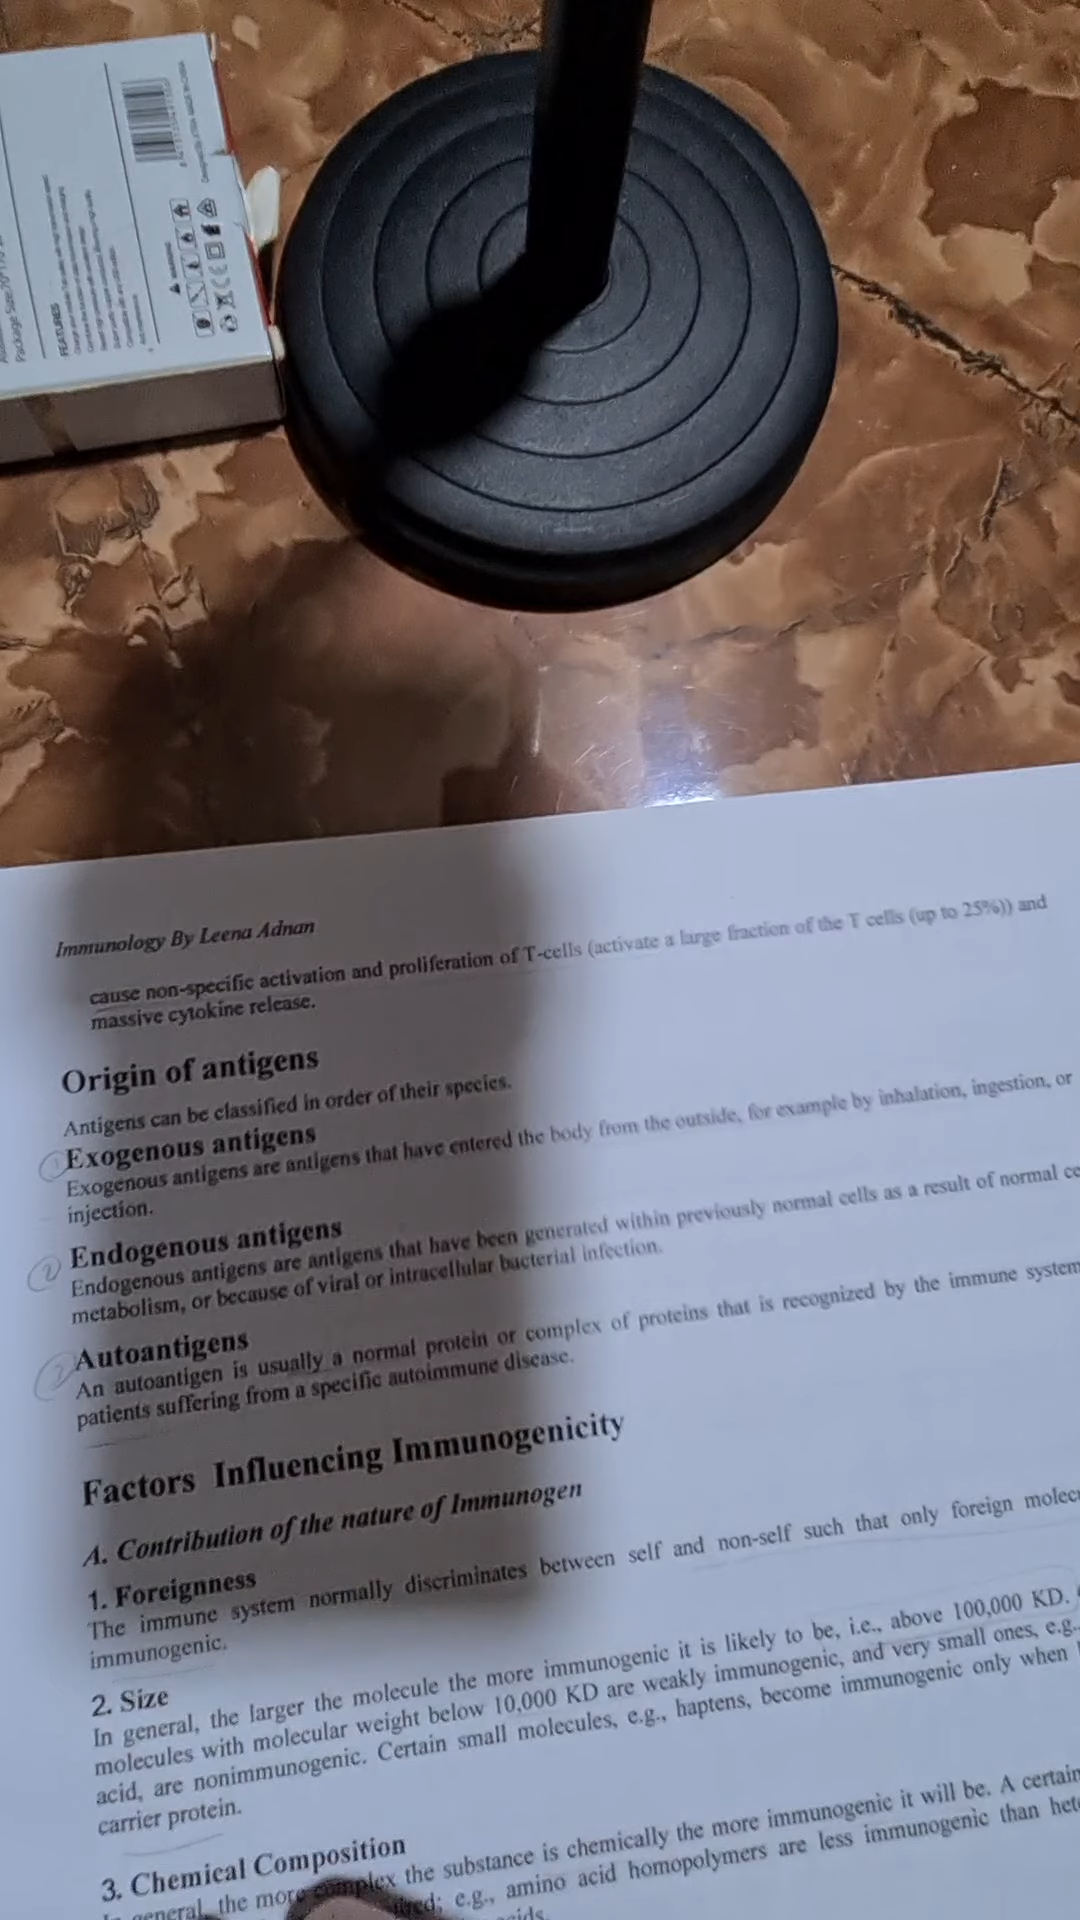 Package Size:
FEATURES
Immunology By Leena Adnan
cause non-specific activation and proliferation of T-cells (activate a large fraction of the T cells (up to 25%)) and
massive cytokine release.
Origin of antigens
Antigens can be classified in order of their species.
Exogenous antigens
Exogenous antigens are antigens that have entered the body from the outside, for example by inhalation, ingestion, or
injection.
Endogenous antigens
Endogenous antigens are antigens that have been generated within previously normal cells as a result of normal
metabolism, or because of viral or intracellular bacterial infection.
Autoantigens
An autoantigen is usually a normal protein or complex of proteins that is recognized by the immune system
patients suffering from a specific autoimmune disease.
Factors Influencing Immunogenicity
A. Contribution of the nature of Immunogen
1. Foreignness
The immune system normally discriminates between self and non-self such that only foreign
immunogenic.
2. Size
In general, the larger the molecule the more immunogenic it is likely to be, i.e., above 100,000 KD.
molecules with molecular weight below 10,000 KD are weakly immunogenic, and very small ones, e.g.,
acid, are nonimmunogenic. Certain small molecules, e.g., haptens, become immunogenic only when
carrier protein.
3. Chemical Composition
general, the more complex the substance is chemically the more immunogenic it will be. A certain
e.g., amino acid homopolymers are less immunogenic than